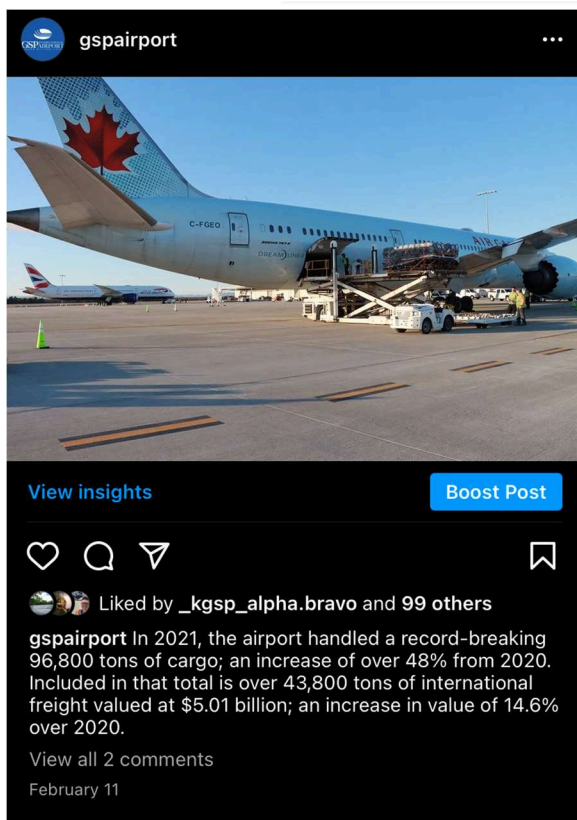 GSP AIRPORT
gspairport
C-FGEO
DREAMLINER
AIR
View insights
Boost Post
Liked by _kgsp_alpha.bravo and 99 others
gspairport In 2021, the airport handled a record-breaking
96,800 tons of cargo; an increase of over 48% from 2020.
Included in that total is over 43,800 tons of international
freight valued at $5.01 billion; an increase in value of 14.6%
over 2020.
View all 2 comments
February 11